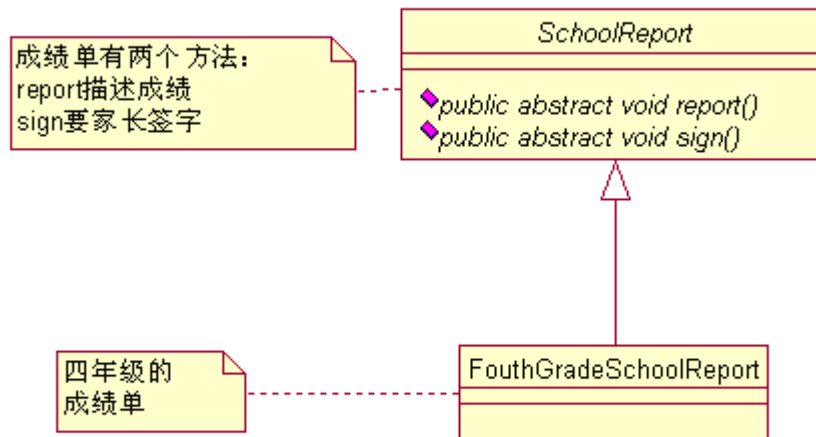 成绩单有两个方法：
report描述成绩
sign要家长签字
SchoolReport
public abstract void report()
public abstract void sign()
四年级的
成绩单
FouthGradeSchoolReport